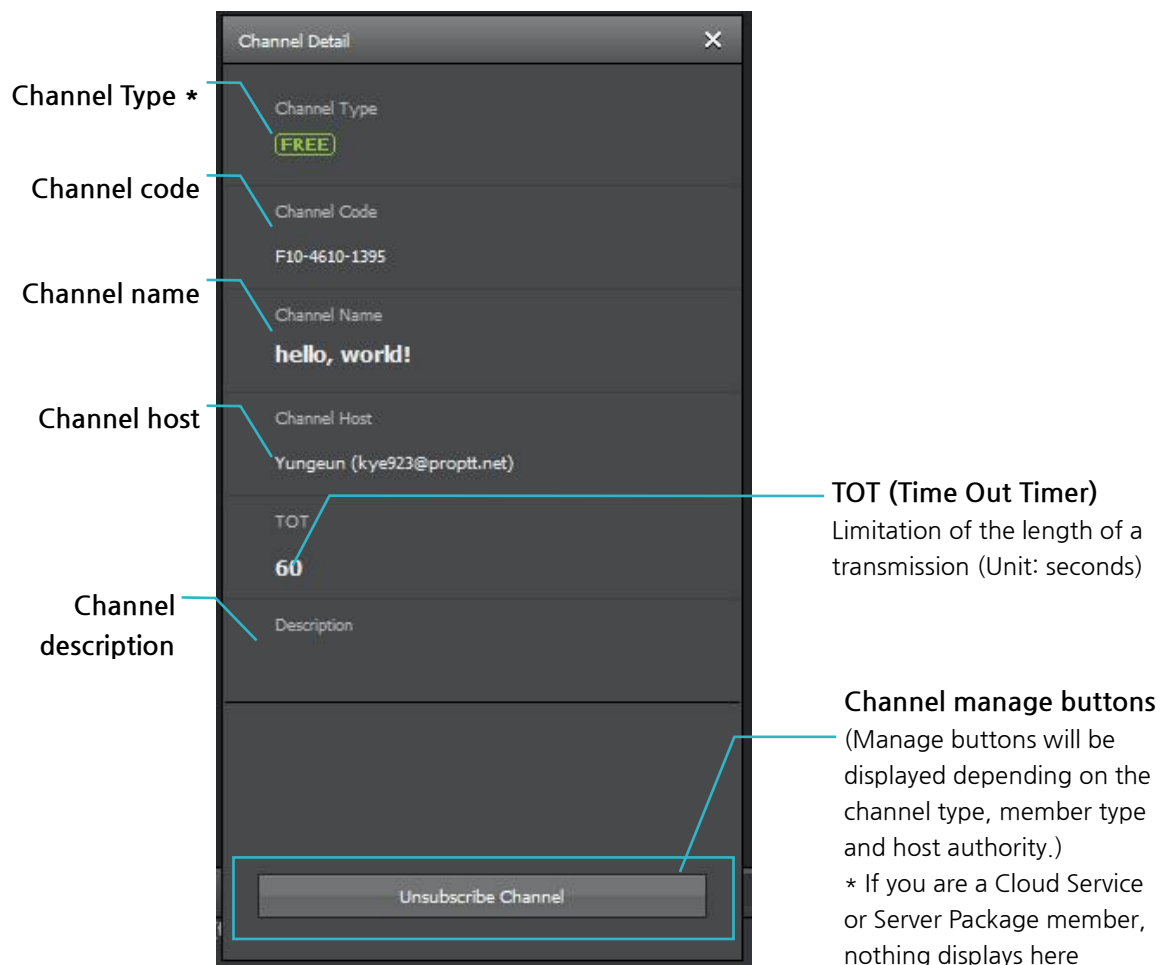 Channel Detail
Channel Type *
Channel Type
FREE
Channel code
Channel Code
F10-4610-1395
Channel name
Channel Name
hello, world!
Channel host
Channel Host
Yungeun (kye923@proptt.net)
TOT
60
TOT (Time Out Timer)
Limitation of the length of a
transmission (Unit: seconds)
Channel
description
Description
Channel manage buttons
(Manage buttons will be
displayed depending on the
channel type, member type
and host authority.)
* If you are a Cloud Service
or Server Package member,
nothing displays here
Unsubscribe Channel